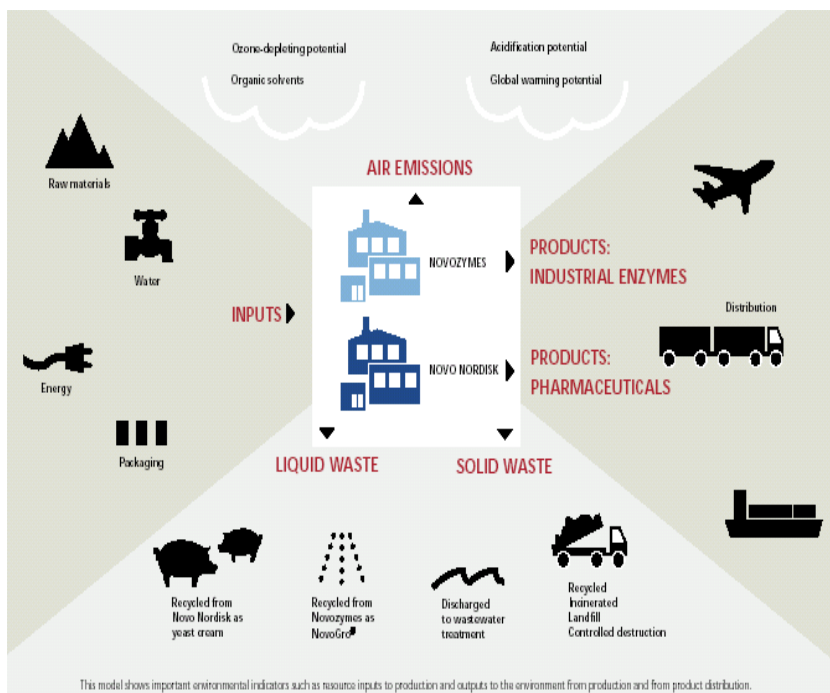 Ozone-depleting potential
Organic solvents
Acidification potential
Global warming potential
Raw materials
Water
Energy
Packaging
AIR EMISSIONS
INPUTS
NOVOZYMES
NOVO NORDISK
PRODUCTS:
INDUSTRIAL ENZYMES
PRODUCTS:
PHARMACEUTICALS
Distribution
LIQUID WASTE
SOLID WASTE
Recycled from
Novo Nordisk as
yeast cream
Recycled from
Novozymes as
NovoGro®
Discharged
to wastewater
treatment
Recycled
Incinerated
Landfill
Controlled destruction
This model shows important environmental indicators such as resource inputs to production and outputs to the environment from production and from product distribution.